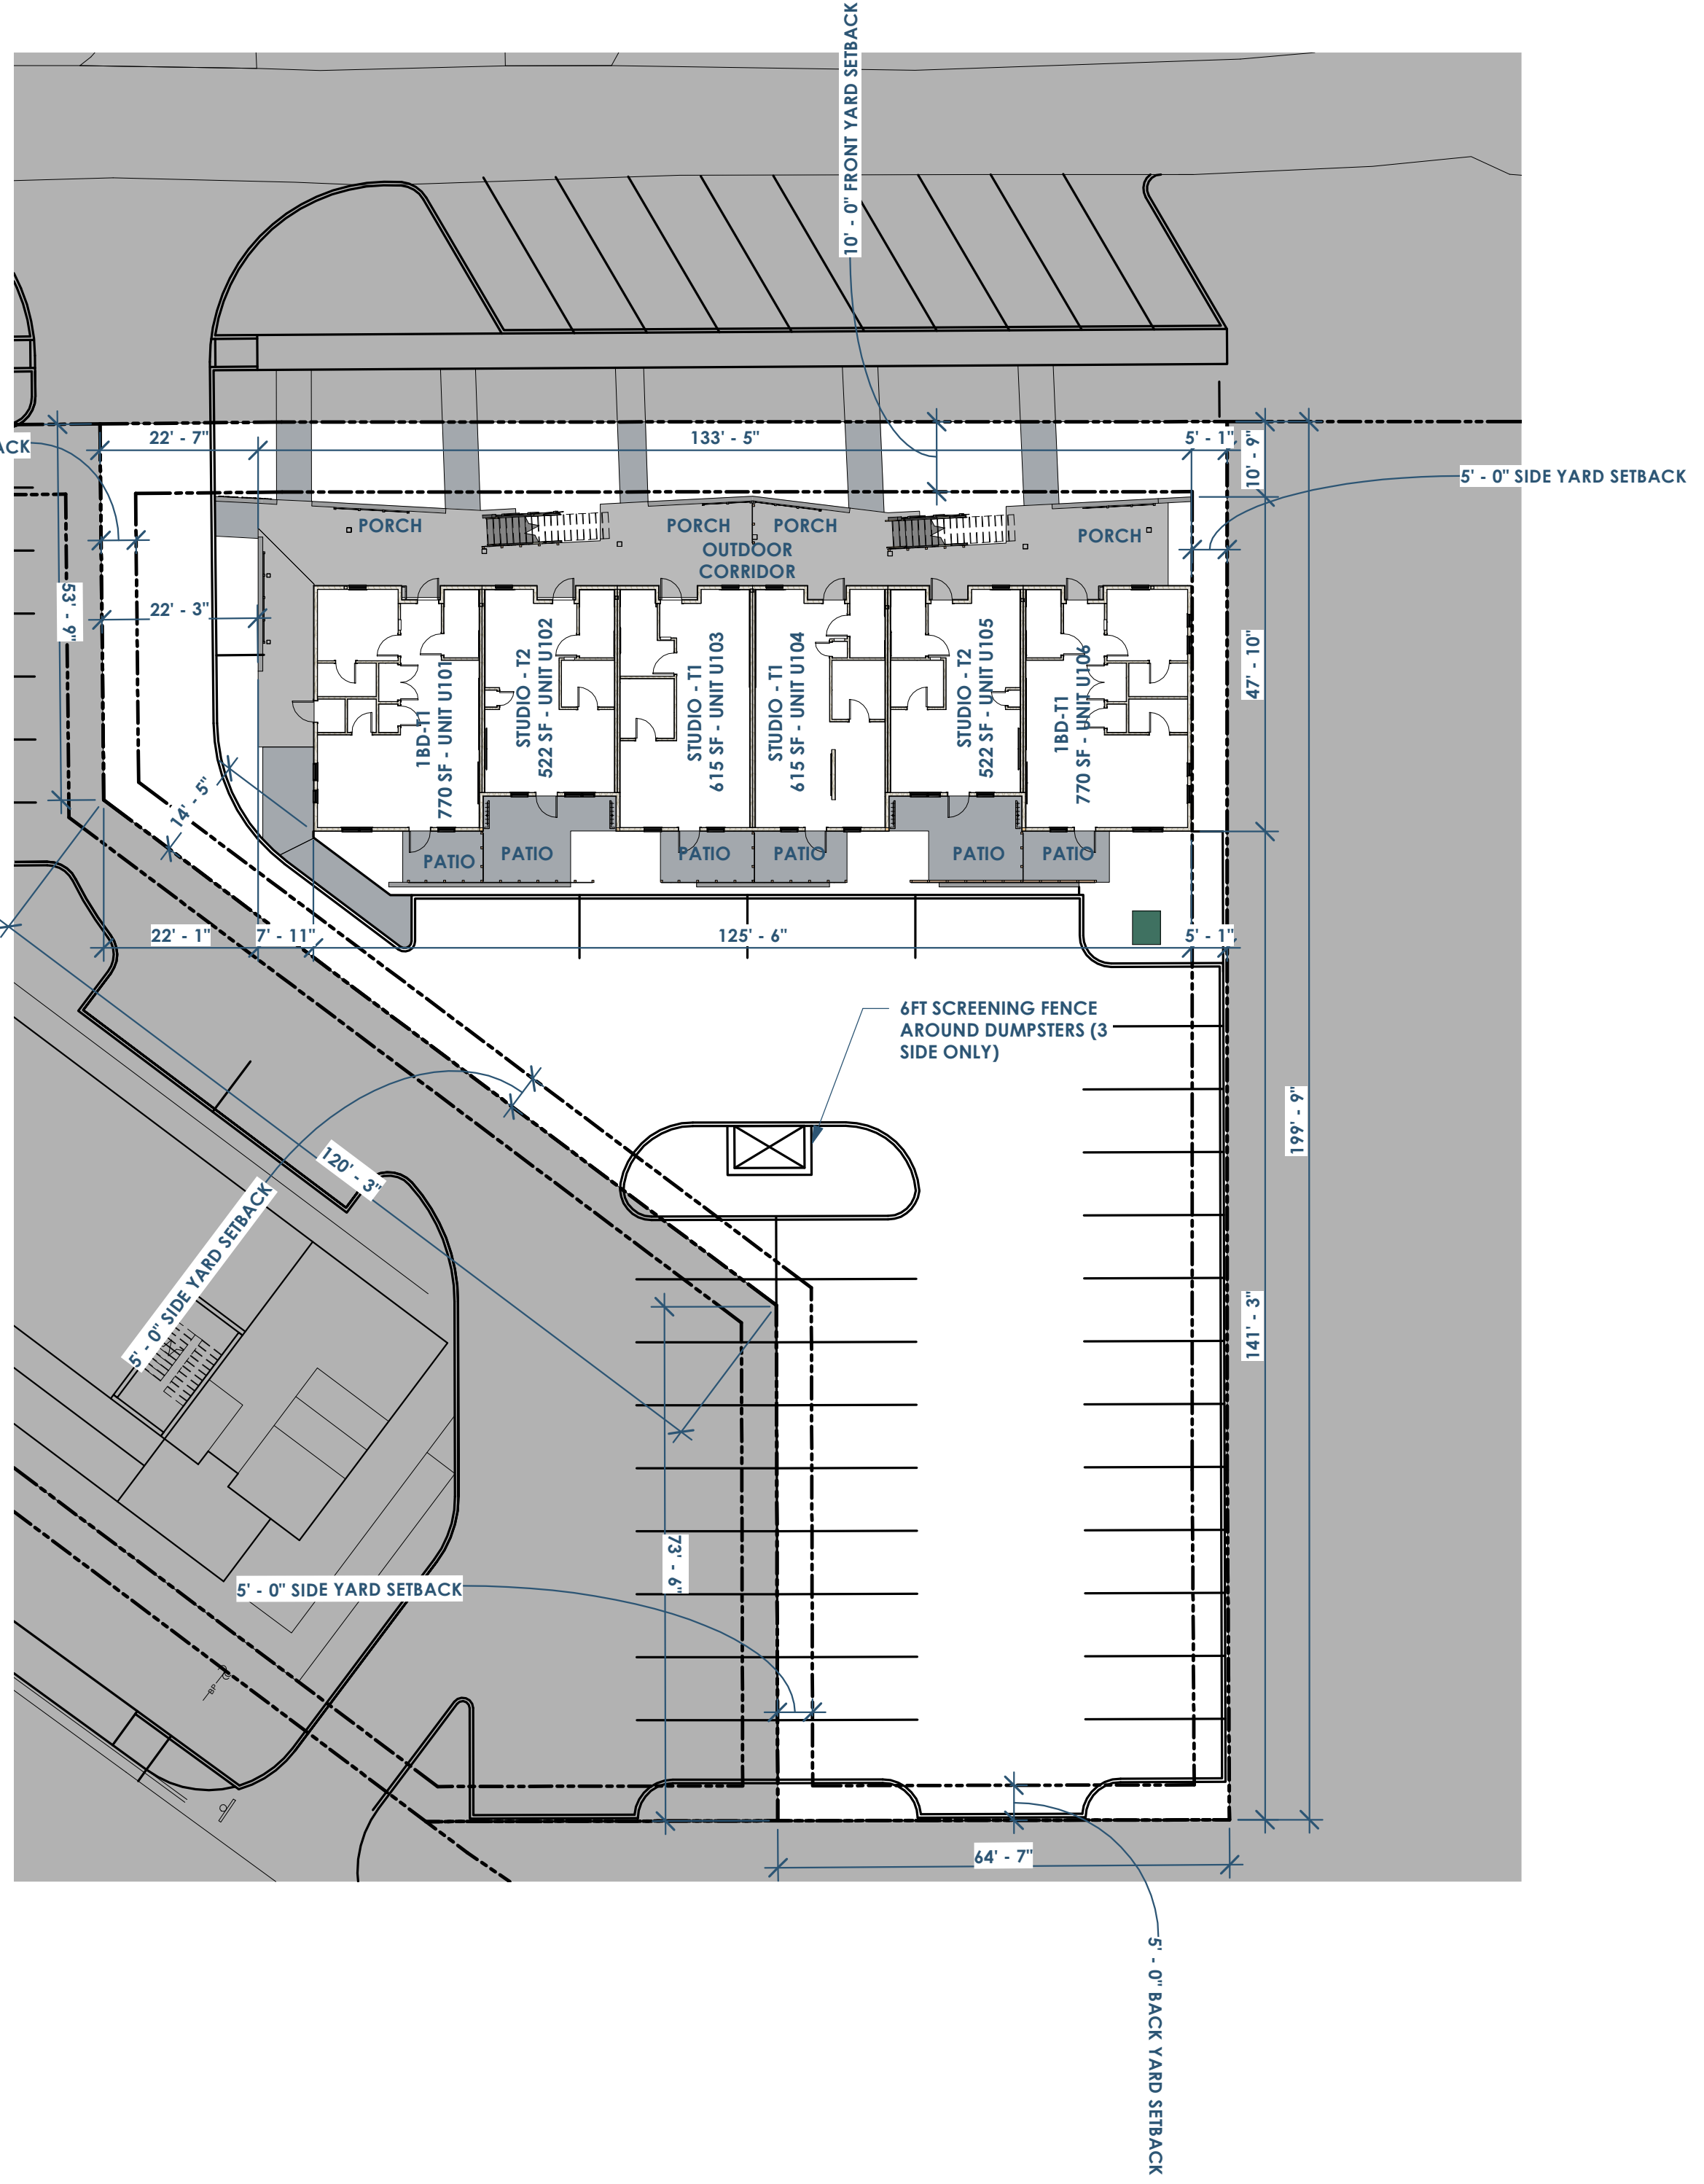 10' - 0" FRONT YARD SETBACK
22' - 7"
133' - 5"
5' - 1"
10' - 9"
5' - 0" SIDE YARD SETBACK
PORCH
PORCH
PORCH
PORCH
OUTDOOR
CORRIDOR
53' - 9"
22' - 3"
47' - 10"
1BD-T1
770 SF - UNIT U101
STUDIO - T2
522 SF - UNIT U102
STUDIO - T1
615 SF - UNIT U103
STUDIO - T1
615 SF - UNIT U104
STUDIO - T2
522 SF - UNIT U105
1BD-T1
770 SF - UNIT U106
14' - 5"
PATIO
PATIO
PATIO
PATIO
PATIO
PATIO
22' - 1"
7' - 11"
125' - 6"
5' - 1"
6FT SCREENING FENCE
AROUND DUMPSTERS (3
SIDE ONLY)
199' - 9"
120' - 3"
5' - 0" SIDE YARD SETBACK
141' - 3"
73' - 6"
5' - 0" SIDE YARD SETBACK
BP
64' - 7"
5' - 0" BACK YARD SETBACK